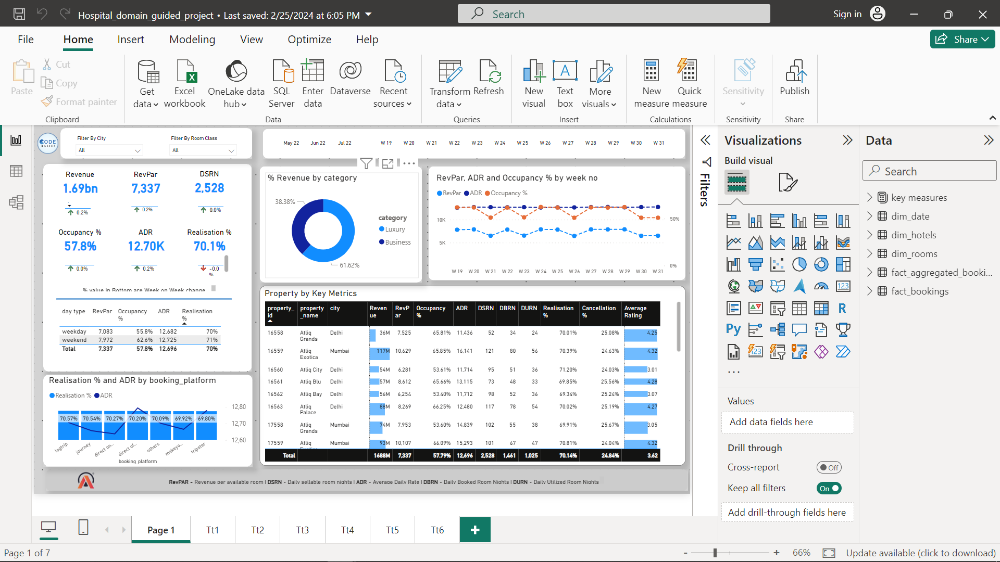 Hospital_domain_guided_project • Last saved: 2/25/2024 at 6:05 PM
Search
Sign in
File Home Insert Modeling View Optimize Help
Share
Paste
Cut
Copy
Format painter
Clipboard
Get data
Excel workbook
OneLake data hub
SQL Server
Enter data
Dataverse
Recent sources
Data
Transform data
Refresh
Queries
New visual
Text box
More visuals
Insert
New measure
Quick measure
Calculations
Sensitivity
Sensitivity
Publish
Share
CODE BASICS
Filter By City
All
Filter By Room Class
All
May 22 Jun 22 Jul 22
W 19 W 20 W 21 W 22 W 23 W 24 W 25 W 26 W 27 W 28 W 29 W 30 W 31
Revenue RevPar DSRN
1.69bn 7,337 2,528
0.2% 0.2% 0.0%
Occupancy % ADR Realisation %
57.8% 12.70K 70.1%
0.0% 0.2% -0.0 %
% value in Bottom are Week on Week change
day type RevPar Occupancy % ADR Realisation %
weekday 7,083 55.8% 12,682 70%
weekend 7,972 62.6% 12,725 71%
Total 7,337 57.8% 12,696 70%
Realisation % and ADR by booking_platform
Realisation % ADR
70.57% 70.54% 70.27% 70.20% 70.09% 69.92% 69.80%
12,80
12,70
12,60
logtrip journey direct on... direct of... others makeyo... tripster
booking_platform
% Revenue by category
38.38%
61.62%
category
Luxury
Business
RevPar, ADR and Occupancy % by week no
RevPar ADR Occupancy %
10K
5K
50%
0%
W 19 W 20 W 21 W 22 W 23 W 24 W 25 W 26 W 27 W 28 W 29 W 30 W 31
Property by Key Metrics
property_id property_name city Revenue RevPar Occupancy % ADR DSRN DBRN DURN Realisation % Cancellation % Average Rating
16558 Atliq Grands Delhi 36M 7,525 65.81% 11,436 52 34 24 70.01% 25.08% 4.25
16559 Atliq Exotica Mumbai 117M 10,629 65.85% 16,141 121 80 56 70.39% 24.63% 4.32
16560 Atliq City Delhi 54M 6,281 53.61% 11,714 95 51 36 71.20% 24.03% 3.01
16561 Atliq Blu Delhi 57M 8,612 65.66% 13,115 73 48 33 69.85% 25.56% 4.28
16562 Atliq Bay Delhi 56M 6,254 53.40% 11,712 98 52 36 69.34% 25.24% 3.07
16563 Atliq Palace Delhi 88M 8,269 66.25% 12,480 117 78 54 70.02% 25.19% 4.27
17558 Atliq Grands Mumbai 74M 7,953 53.60% 14,839 102 55 38 69.91% 25.67% 3.05
17559 Atliq Exotica Mumbai 93M 10,107 66.09% 15,293 101 67 47 70.81% 24.04% 4.32
Total 1688M 7,337 57.79% 12,696 2,528 1,461 1,025 70.14% 24.84% 3.62
RevPAR - Revenue per available room | DSRN - Daily sellable room nights | ADR - Average Daily Rate | DBRN - Daily Booked Room Nights | DURN - Daily Utilized Room Nights
Filters
Visualizations
Build visual
123
R
Py
123
Values
Add data fields here
Drill through
Cross-report
Off
Keep all filters
On
Add drill-through fields here
Data
Search
key measures
dim_date
dim_hotels
dim_rooms
fact_aggregated_booki...
fact_bookings
Page 1 Tt1 Tt2 Tt3 Tt4 Tt5 Tt6
Page 1 of 7
- + 66%
Update available (click to download)